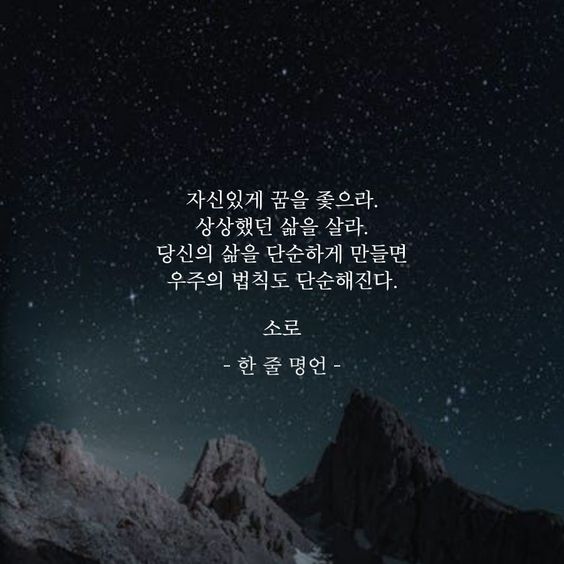 자신있게 꿈을 좇으라.
상상했던 삶을 살라.
당신의 삶을 단순하게 만들면
우주의 법칙도 단순해진다.
소로
- 한 줄 명언 -